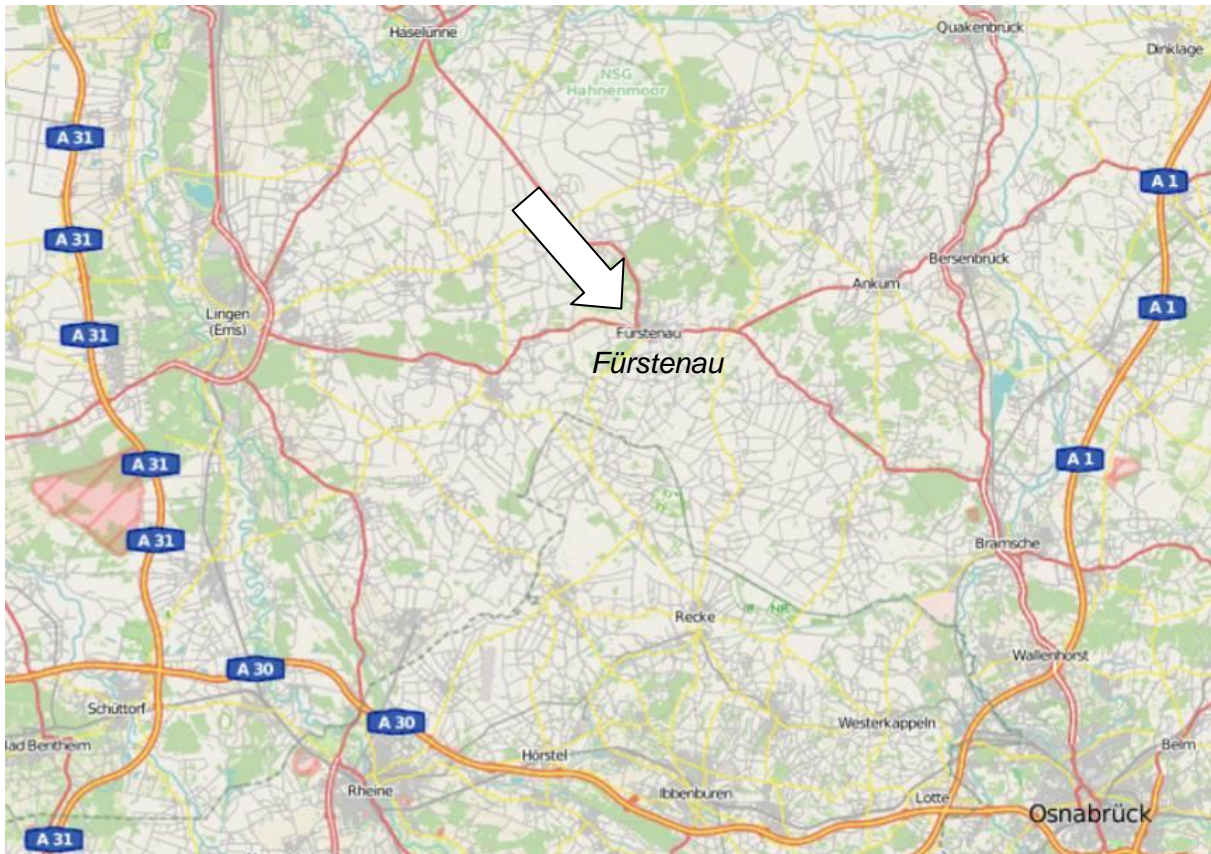 Haselünne
Quakenbrück
Dinklage
NSG
Hahnenmoor
A 31
A 1
A 31
Bersenbrück
Ankum
A 1
Lingen
(Ems)
A 31
Fürstenau
Fürstenau
A 31
A 1
A 31
Bramsche
Recke
Wallenhorst
A 30
Schüttorf
A 30
Westerkappeln
Bad Bentheim
Belm
Hörstel
Rheine
Ibbenbüren
Lotte
Osnabrück
A 31